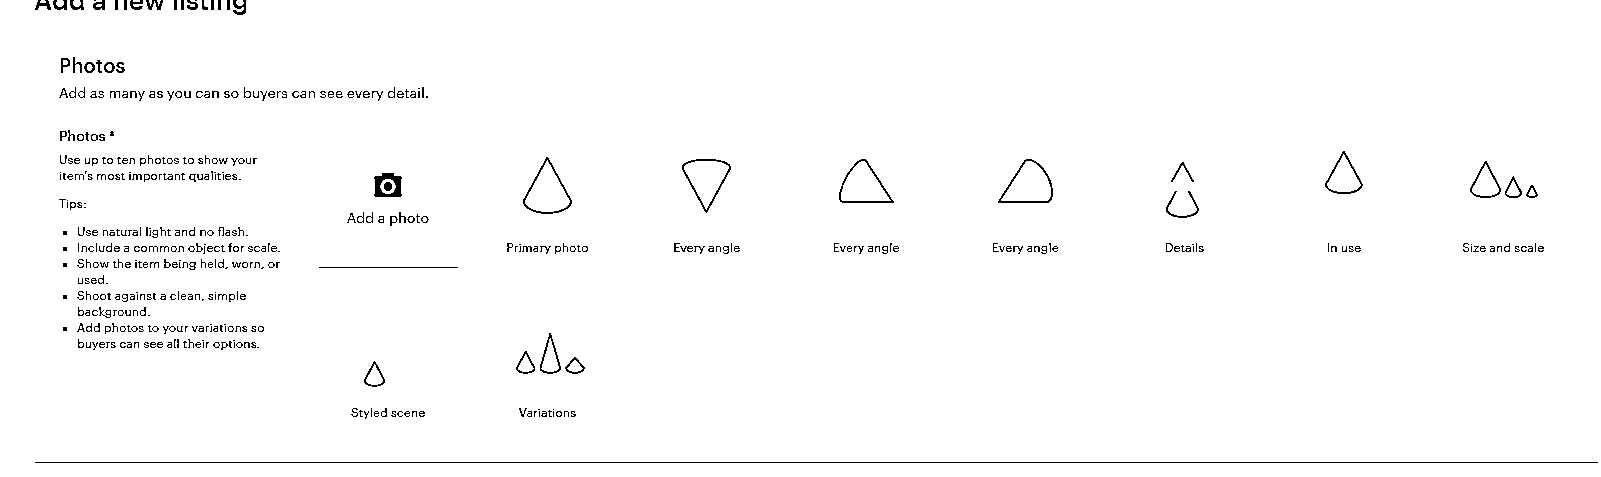 Add a new listing
Photos
Add as many as you can so buyers can see every detail.
Photos *
Use up to ten photos to show your
item's most important qualities.
Tips:
Use natural light and no flash.
Include a common object for scale.
Show the item being held, worn, or
used.
Shoot against a clean, simple
background.
Add photos to your variations so
buyers can see all their options.
Add a photo
Primary photo
Every angle
Every angle
Every angle
Details
In use
Size and scale
Styled scene
Variations